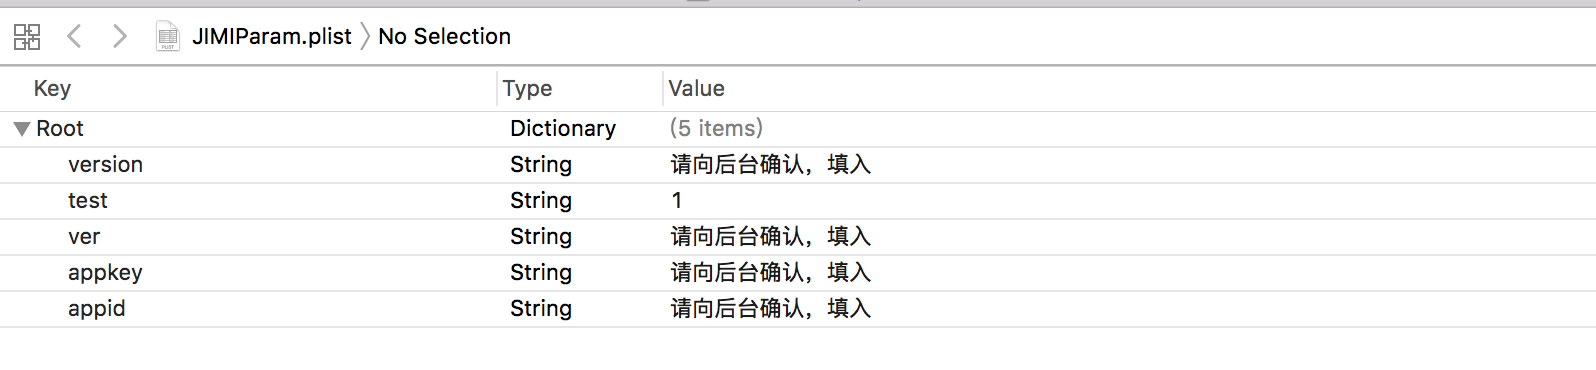 JIMIParam.plist 〉 No Selection
Key Type Value
Root Dictionary (5 items)
version String 请向后台确认，填入
test String 1
ver String 请向后台确认，填入
appkey String 请向后台确认，填入
appid String 请向后台确认，填入